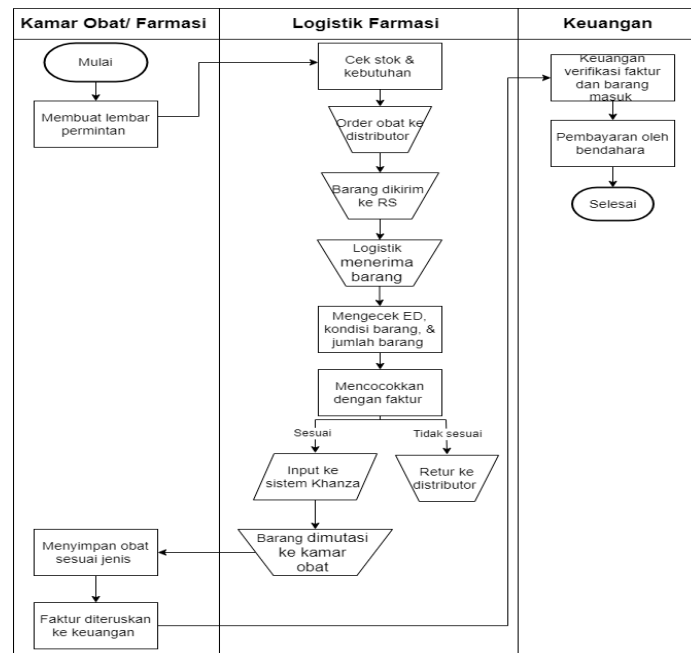 Kamar Obat/ Farmasi
Logistik Farmasi
Keuangan
Mulai
Membuat lembar
permintan
Cek stok &
kebutuhan
Order obat ke
distributor
Barang dikirim
ke RS
Logistik
menerima
barang
Mengecek ED,
kondisi barang, &
jumlah barang
Mencocokkan
dengan faktur
Sesuai
Tidak sesuai
Input ke
sistem Khanza
Retur ke
distributor
Barang dimutasi
ke kamar
obat
Menyimpan obat
sesuai jenis
Faktur diteruskan
ke keuangan
Keuangan
verifikasi faktur
dan barang
masuk
Pembayaran oleh
bendahara
Selesai